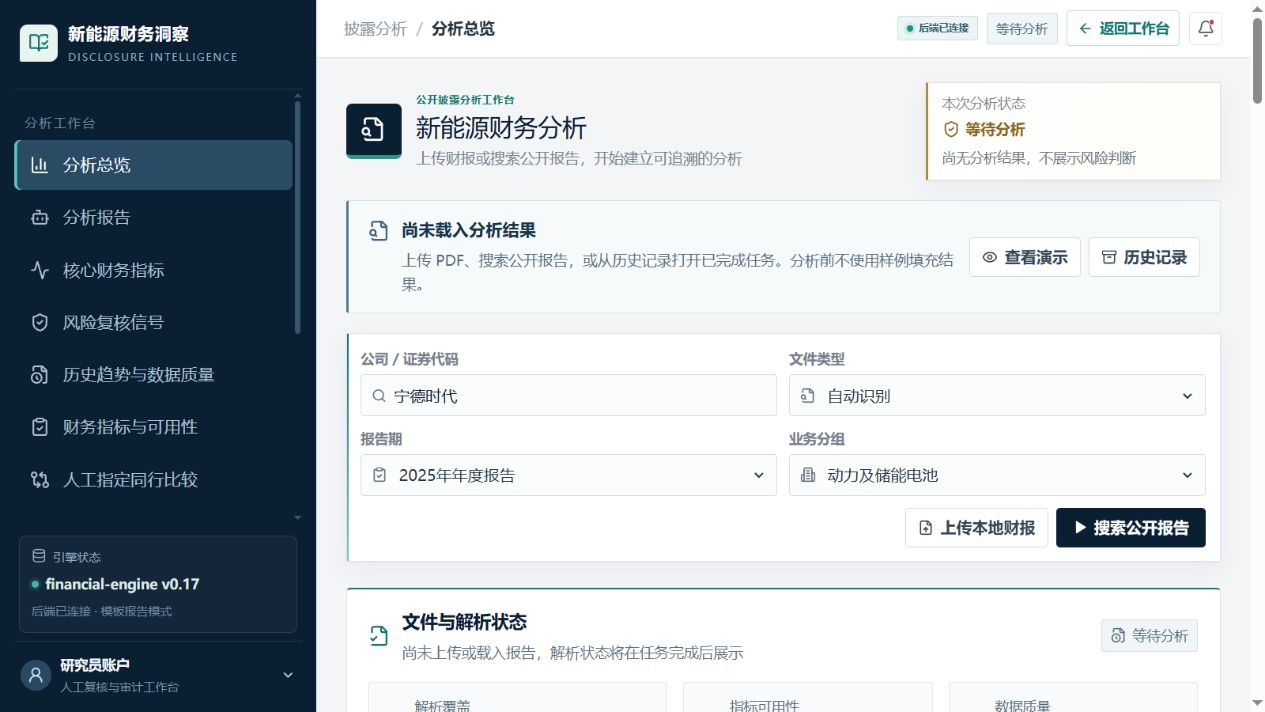 新能源财务洞察
DISCLOSURE INTELLIGENCE
分析工作台
分析总览
分析报告
核心财务指标
风险复核信号
历史趋势与数据质量
财务指标与可用性
人工指定同行比较
引擎状态
financial-engine v0.17
后端已连接 · 模板报告模式
研究员账户
人工复核与审计工作台
披露分析 / 分析总览
后端已连接
等待分析
返回工作台
公开披露分析工作台
新能源财务分析
上传财报或搜索公开报告，开始建立可追溯的分析
本次分析状态
等待分析
尚无分析结果，不展示风险判断
尚未载入分析结果
上传 PDF、搜索公开报告，或从历史记录打开已完成任务。分析前不使用样例填充结
果。
查看演示
历史记录
公司 / 证券代码
宁德时代
文件类型
自动识别
报告期
2025年年度报告
业务分组
动力及储能电池
上传本地财报
搜索公开报告
文件与解析状态
尚未上传或载入报告，解析状态将在任务完成后展示
等待分析
解析覆盖
指标可用性
数据质量